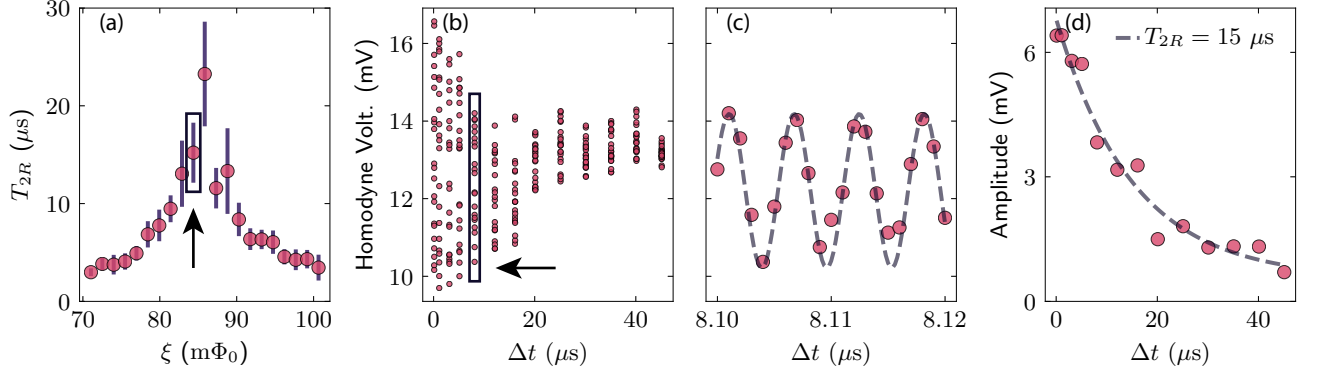 (a)
T₂R (μs)
30
20
10
0
70
80
90
100
ξ (mΦ₀)
(b)
Homodyne Volt. (mV)
16
14
12
10
0
20
40
Δt (μs)
(c)
8.10
8.11
8.12
Δt (μs)
(d)
Amplitude (mV)
T₂R = 15 μs
6
3
0
0
20
40
Δt (μs)